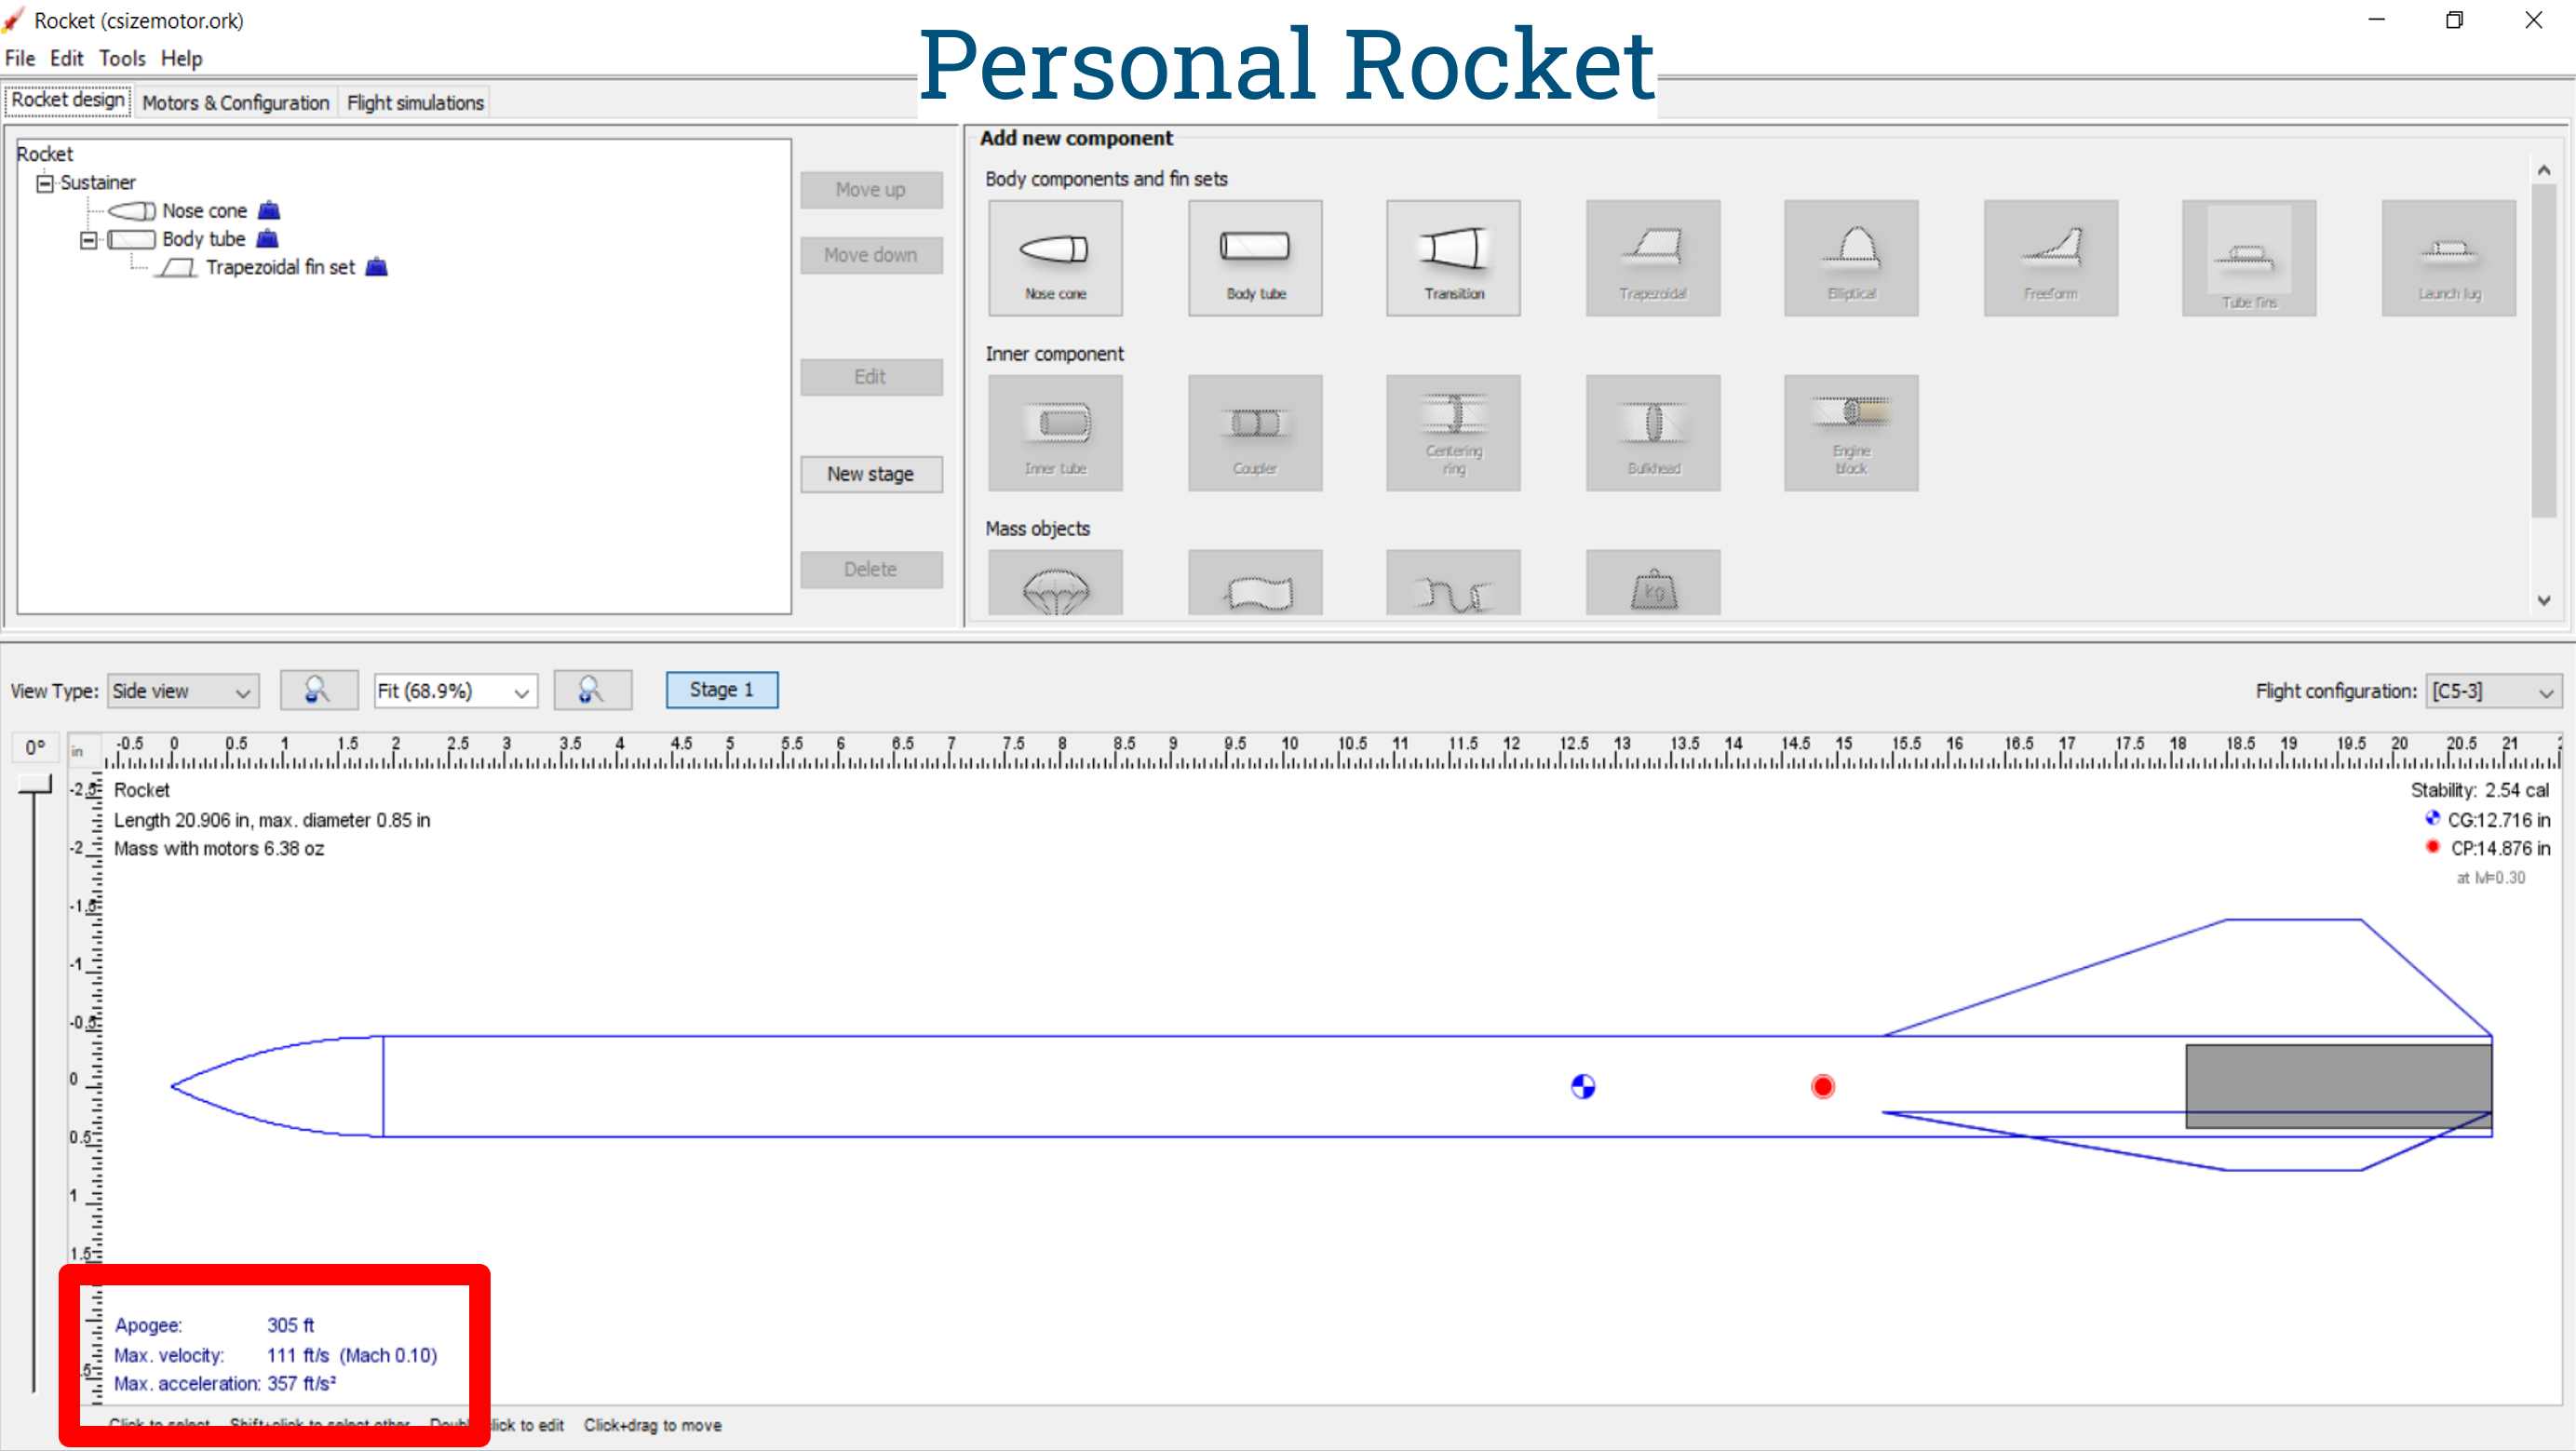 Rocket (csizemotor.ork)
Personal Rocket
File Edit Tools Help
Rocket design Motors & Configuration Flight simulations
Rocket
Sustainer
Nose cone
Body tube
Trapezoidal fin set
Move up
Move down
Edit
New stage
Delete
Add new component
Body components and fin sets
Nose cone Body tube Transition Trapezoidal Elliptical Freeform Tube fins Launch lug
Inner component
Inner tube Coupler Centering ring Bulkhead Engine block
Mass objects
kg
View Type: Side view Fit (68.9%) Stage 1 Flight configuration: [C5-3]
0° in -0.5 0 0.5 1 1.5 2 2.5 3 3.5 4 4.5 5 5.5 6 6.5 7 7.5 8 8.5 9 9.5 10 10.5 11 11.5 12 12.5 13 13.5 14 14.5 15 15.5 16 16.5 17 17.5 18 18.5 19 19.5 20 20.5 21
-2.5
-2
-1.5
-1
-0.5
0
0.5
1
1.5
Rocket
Length 20.906 in, max. diameter 0.85 in
Mass with motors 6.38 oz
Stability: 2.54 cal
CG:12.716 in
CP:14.876 in
at M=0.30
Apogee: 305 ft
Max. velocity: 111 ft/s (Mach 0.10)
Max. acceleration: 357 ft/s²
Click to select Shift+click to select other Double click to edit Click+drag to move